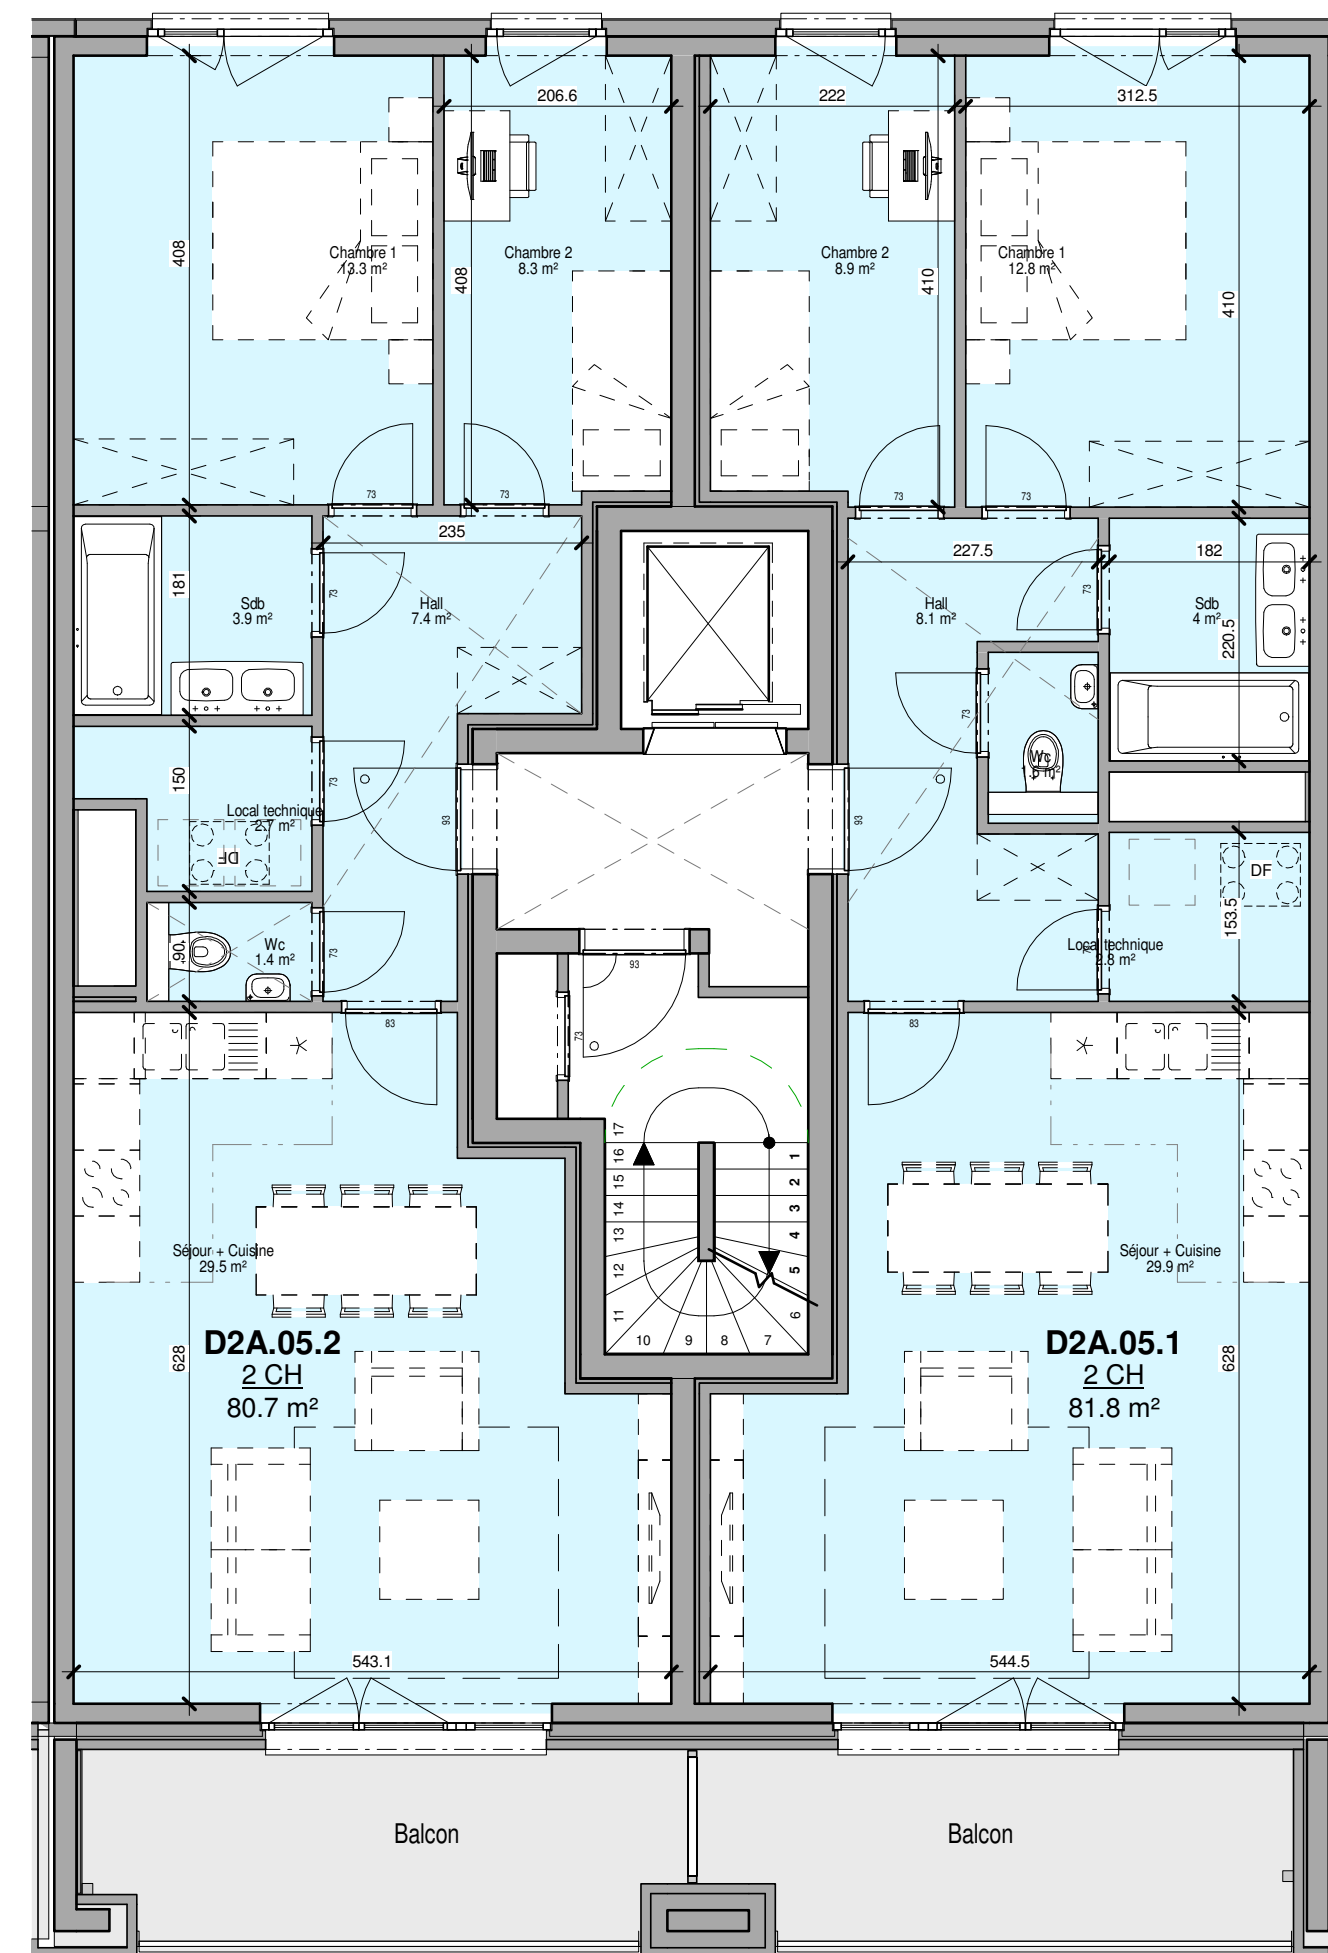 206.6
222
312.5
408
Chambre 1
13.3 m²
408
Chambre 2
8.3 m²
Chambre 2
8.9 m²
410
Chambre 1
12.8 m²
410
73
73
73
73
235
227.5
182
181
Sdb
3.9 m²
73
Hall
7.4 m²
Hall
8.1 m²
73
Sdb
4 m²
220.5
150
73
Local technique
2.7 m²
DF
93
93
73
Wc
1.5 m²
DF
153.5
90
Wc
1.4 m²
73
93
73
Local technique
2.8 m²
83
83
17
16
15
14
13
12
11
10
9
8
7
6
5
4
3
2
1
Séjour + Cuisine
29.5 m²
Séjour + Cuisine
29.9 m²
628
D2A.05.2
2 CH
80.7 m²
D2A.05.1
2 CH
81.8 m²
628
543.1
544.5
Balcon
Balcon